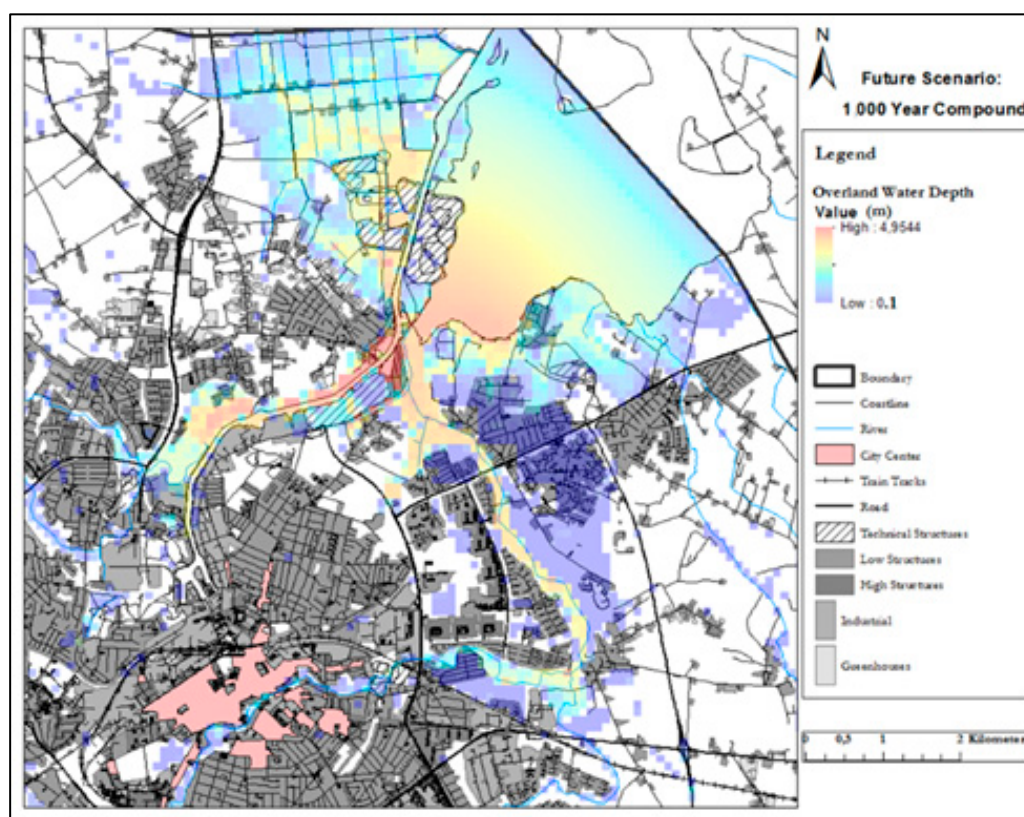 N
Future Scenario:
1 000 Year Compound
Legend
Overland Water Depth
Value (m)
High : 4,9544
Low : 0.1
Boundary
Coastline
River
City Center
Train Tracks
Road
Technical Structures
Low Structures
High Structures
Industrial
Greenhouses
0 0,5 1 2 Kilometer